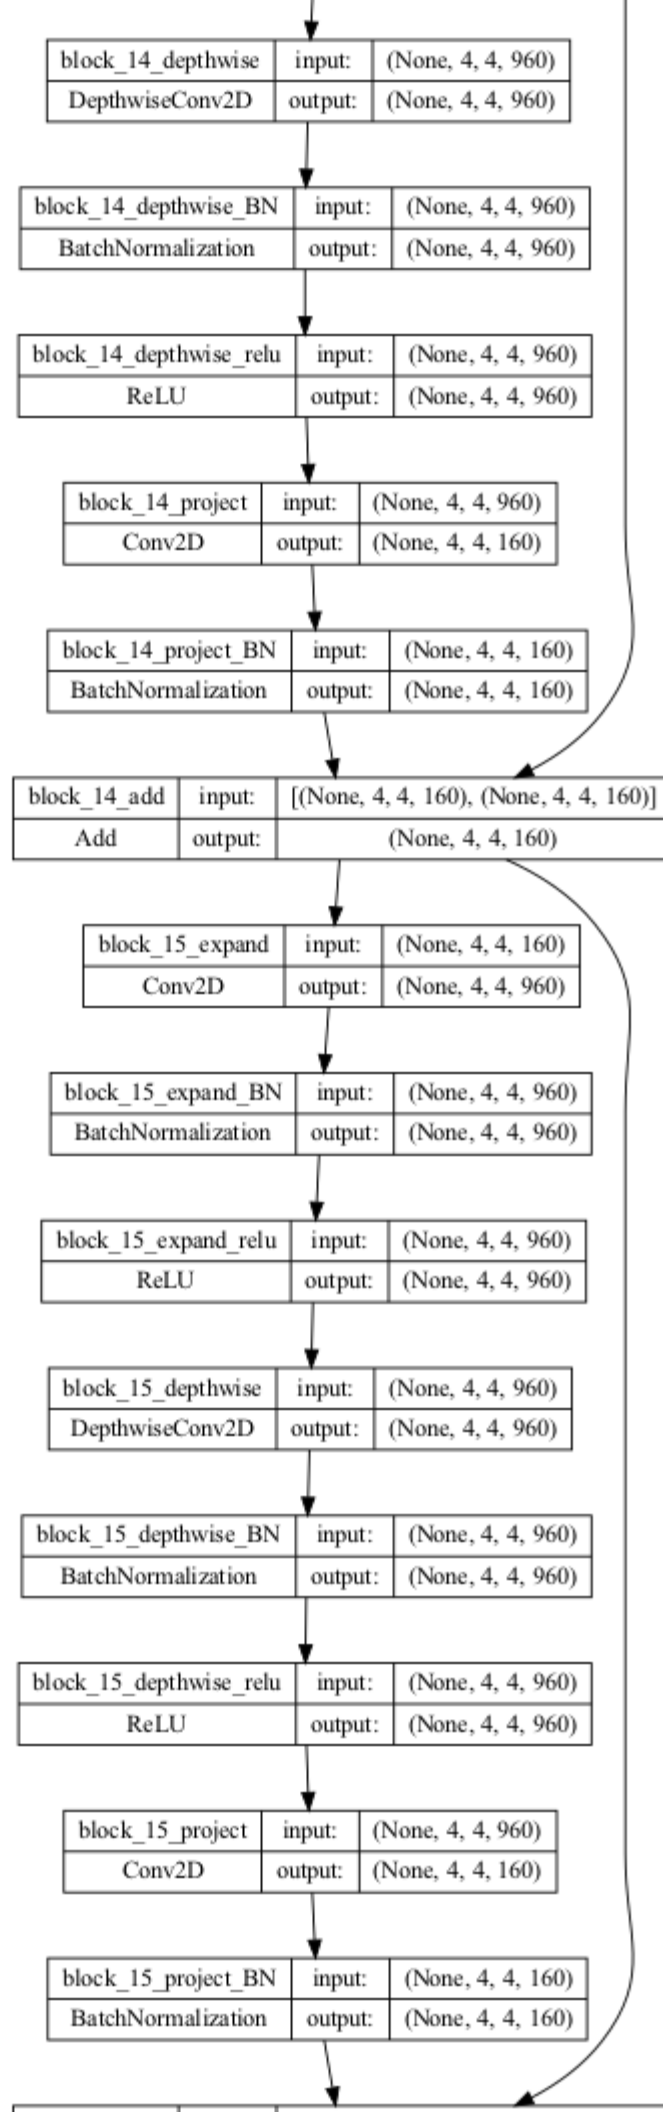 block_14_depthwise input: (None, 4, 4, 960)
DepthwiseConv2D output: (None, 4, 4, 960)
block_14_depthwise_BN input: (None, 4, 4, 960)
BatchNormalization output: (None, 4, 4, 960)
block_14_depthwise_relu input: (None, 4, 4, 960)
ReLU output: (None, 4, 4, 960)
block_14_project input: (None, 4, 4, 960)
Conv2D output: (None, 4, 4, 160)
block_14_project_BN input: (None, 4, 4, 160)
BatchNormalization output: (None, 4, 4, 160)
block_14_add input: [(None, 4, 4, 160), (None, 4, 4, 160)]
Add output: (None, 4, 4, 160)
block_15_expand input: (None, 4, 4, 160)
Conv2D output: (None, 4, 4, 960)
block_15_expand_BN input: (None, 4, 4, 960)
BatchNormalization output: (None, 4, 4, 960)
block_15_expand_relu input: (None, 4, 4, 960)
ReLU output: (None, 4, 4, 960)
block_15_depthwise input: (None, 4, 4, 960)
DepthwiseConv2D output: (None, 4, 4, 960)
block_15_depthwise_BN input: (None, 4, 4, 960)
BatchNormalization output: (None, 4, 4, 960)
block_15_depthwise_relu input: (None, 4, 4, 960)
ReLU output: (None, 4, 4, 960)
block_15_project input: (None, 4, 4, 960)
Conv2D output: (None, 4, 4, 160)
block_15_project_BN input: (None, 4, 4, 160)
BatchNormalization output: (None, 4, 4, 160)